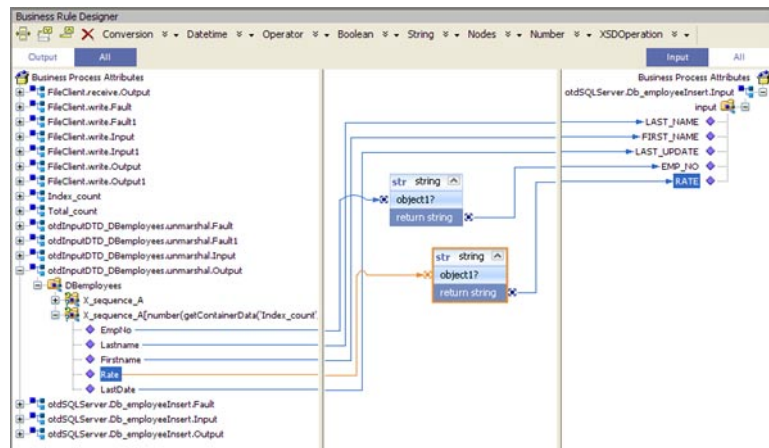 Business Rule Designer
Conversion Datetime Operator Boolean String Nodes Number XSDOperation
Output All Input All
Business Process Attributes
FileClient.receive.Output
FileClient.write.Fault
FileClient.write.Fault1
FileClient.write.Input
FileClient.write.Input1
FileClient.write.Output
FileClient.write.Output1
Index_count
Total_count
otdInputDTD_DBemployees.unmarshal.Fault
otdInputDTD_DBemployees.unmarshal.Fault1
otdInputDTD_DBemployees.unmarshal.Input
otdInputDTD_DBemployees.unmarshal.Output
DBemployees
X_sequence_A
X_sequence_A[number(getContainerData('Index_count'.
EmpNo
Lastname
Firstname
Rate
LastDate
otdSQLServer.Db_employeeInsert.Fault
otdSQLServer.Db_employeeInsert.Input
otdSQLServer.Db_employeeInsert.Output
str string
object1?
return string
str string
object1?
return string
Business Process Attributes
otdSQLServer.Db_employeeInsert.Input
input
LAST_NAME
FIRST_NAME
LAST_UPDATE
EMP_NO
RATE